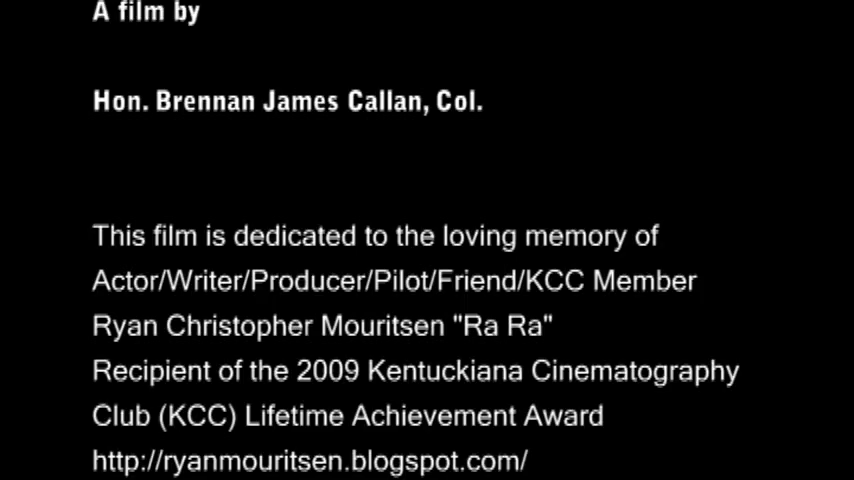 A film by
Hon. Brennan James Callan, Col.
This film is dedicated to the loving memory of
Actor/Writer/Producer/Pilot/Friend/KCC Member
Ryan Christopher Mouritsen "Ra Ra"
Recipient of the 2009 Kentuckiana Cinematography
Club (KCC) Lifetime Achievement Award
http://ryanmouritsen.blogspot.com/